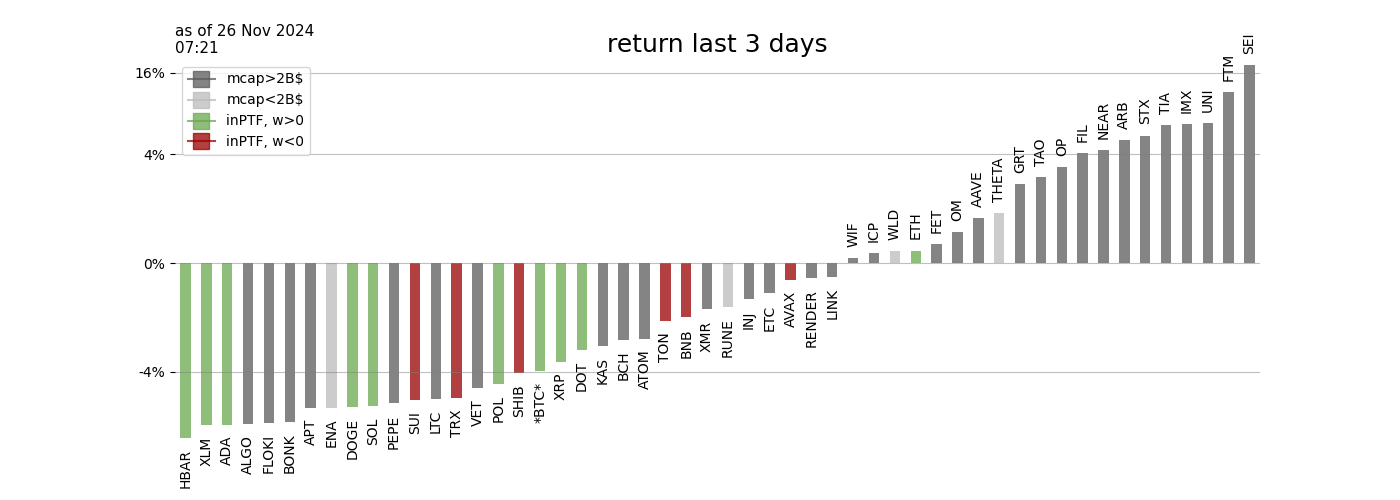 as of 26 Nov 2024
07:21
return last 3 days
16%
4%
0%
-4%
mcap>2B$
mcap<2B$
inPTF, w>0
inPTF, w<0
HBAR
XLM
ADA
ALGO
FLOKI
BONK
APT
ENA
DOGE
SOL
PEPE
SUI
LTC
TRX
VET
POL
SHIB
*BTC*
XRP
DOT
KAS
BCH
ATOM
TON
BNB
XMR
RUNE
INJ
ETC
AVAX
RENDER
LINK
WIF
ICP
WLD
ETH
FET
OM
AAVE
THETA
GRT
TAO
OP
FIL
NEAR
ARB
STX
TIA
IMX
UNI
FTM
SEI